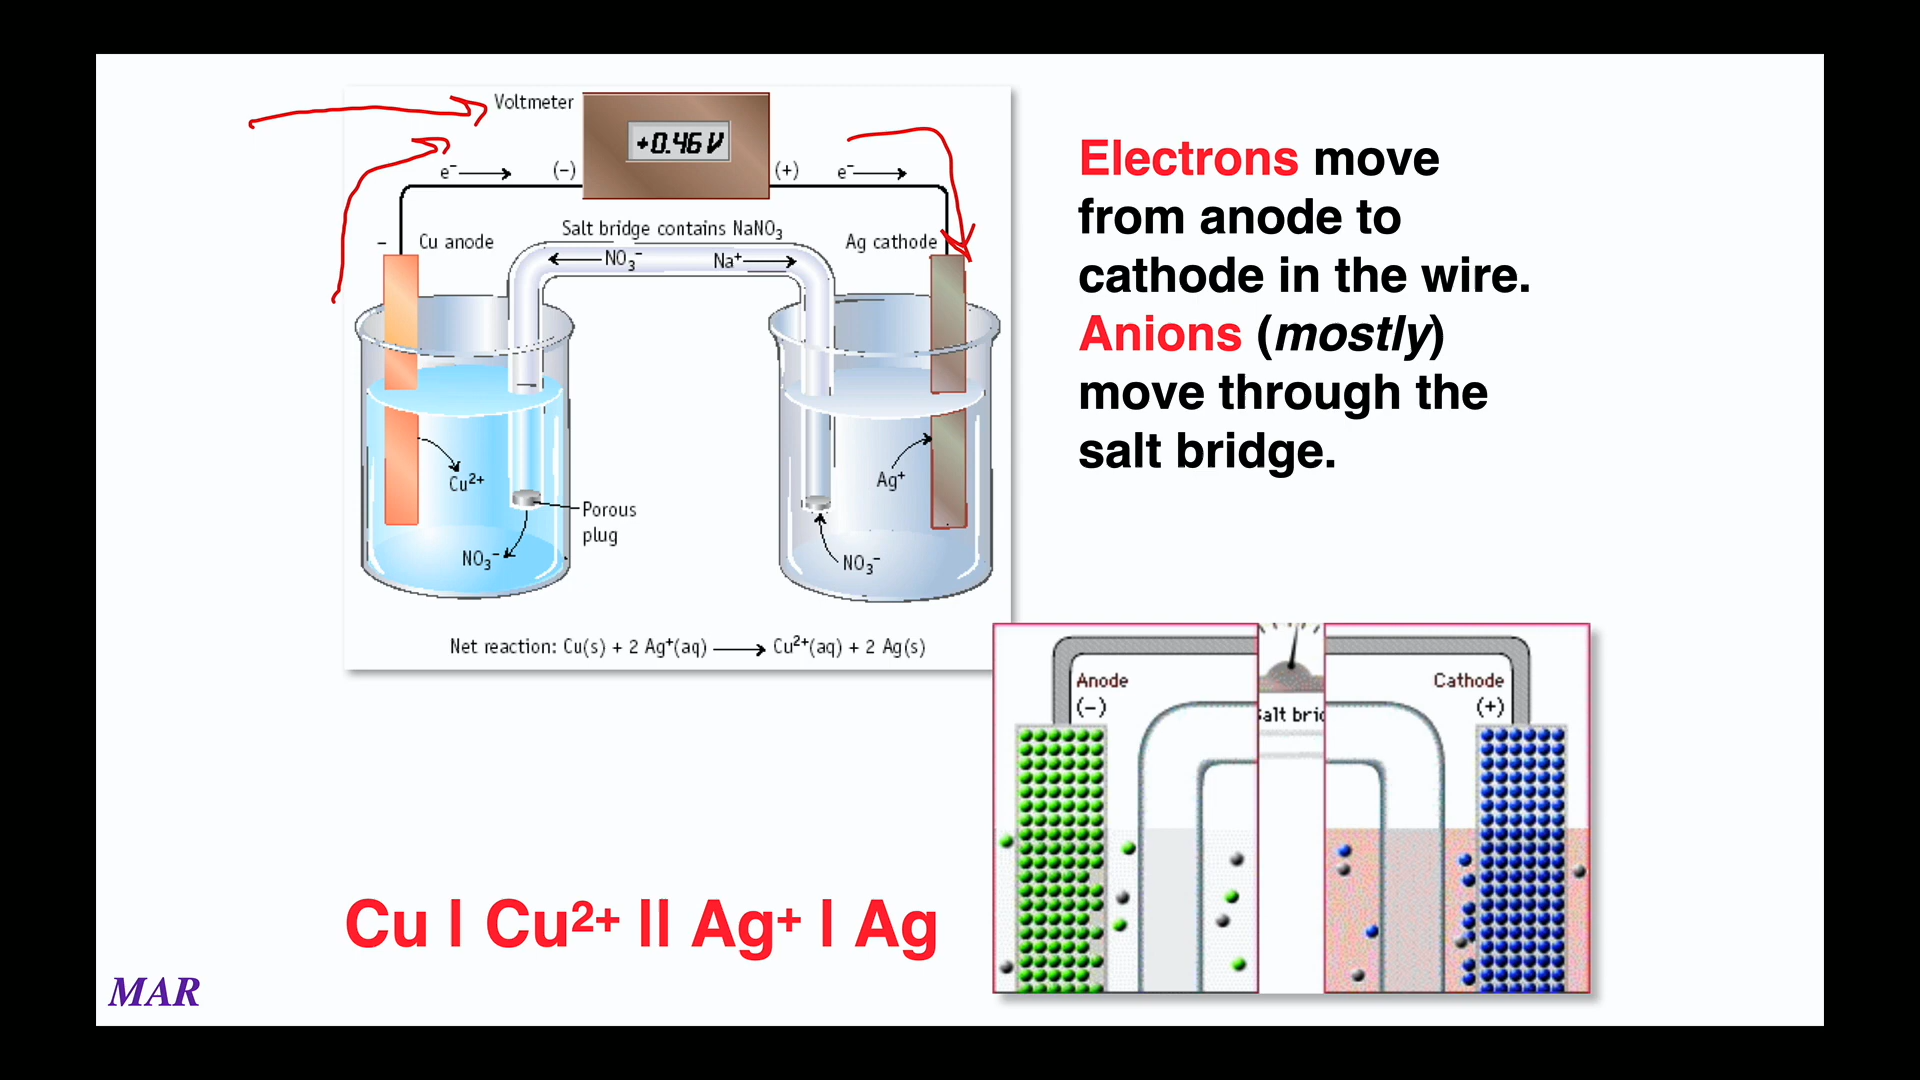 Voltmeter
+0.46 V
e⁻ (−) (+) e⁻
Salt bridge contains NaNO₃
− Cu anode Ag cathode
NO₃⁻ Na⁺
Cu²⁺
Ag⁺
Porous
plug
NO₃⁻
NO₃⁻
Net reaction: Cu(s) + 2 Ag⁺(aq) ⟶ Cu²⁺(aq) + 2 Ag(s)
Electrons move
from anode to
cathode in the wire.
Anions (mostly)
move through the
salt bridge.
Anode
(−)
Salt bric
Cathode
(+)
Cu | Cu²⁺ || Ag⁺ | Ag
MAR